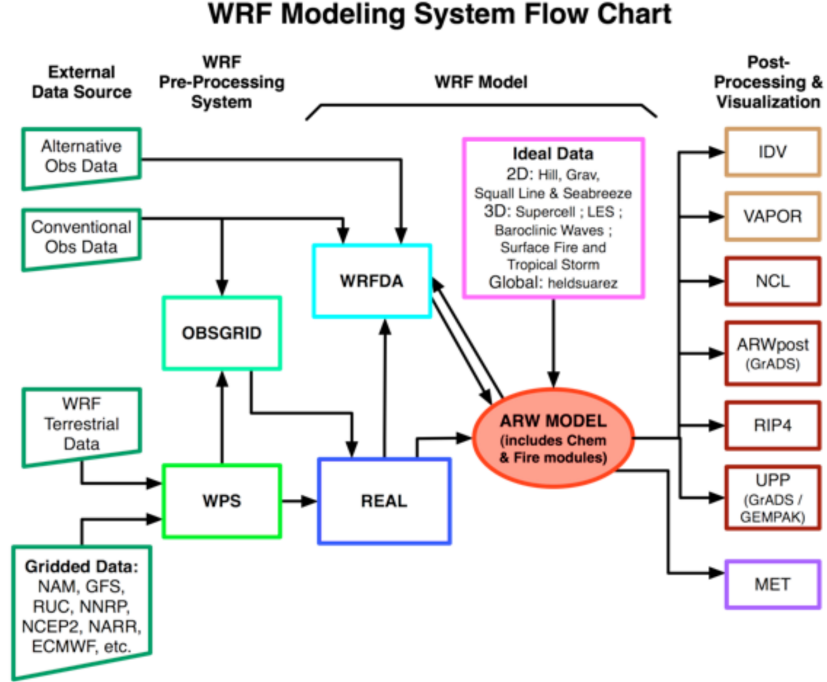 WRF Modeling System Flow Chart
External
Data Source
WRF
Pre-Processing
System
WRF Model
Post-
Processing &
Visualization
Alternative
Obs Data
Conventional
Obs Data
WRF
Terrestrial
Data
Gridded Data:
NAM, GFS,
RUC, NNRP,
NCEP2, NARR,
ECMWF, etc.
OBSGRID
WPS
WRFDA
REAL
Ideal Data
2D: Hill, Grav,
Squall Line & Seabreeze
3D: Supercell ; LES ;
Baroclinic Waves ;
Surface Fire and
Tropical Storm
Global: heldsuarez
ARW MODEL
(includes Chem
& Fire modules)
IDV
VAPOR
NCL
ARWpost
(GrADS)
RIP4
UPP
(GrADS /
GEMPAK)
MET